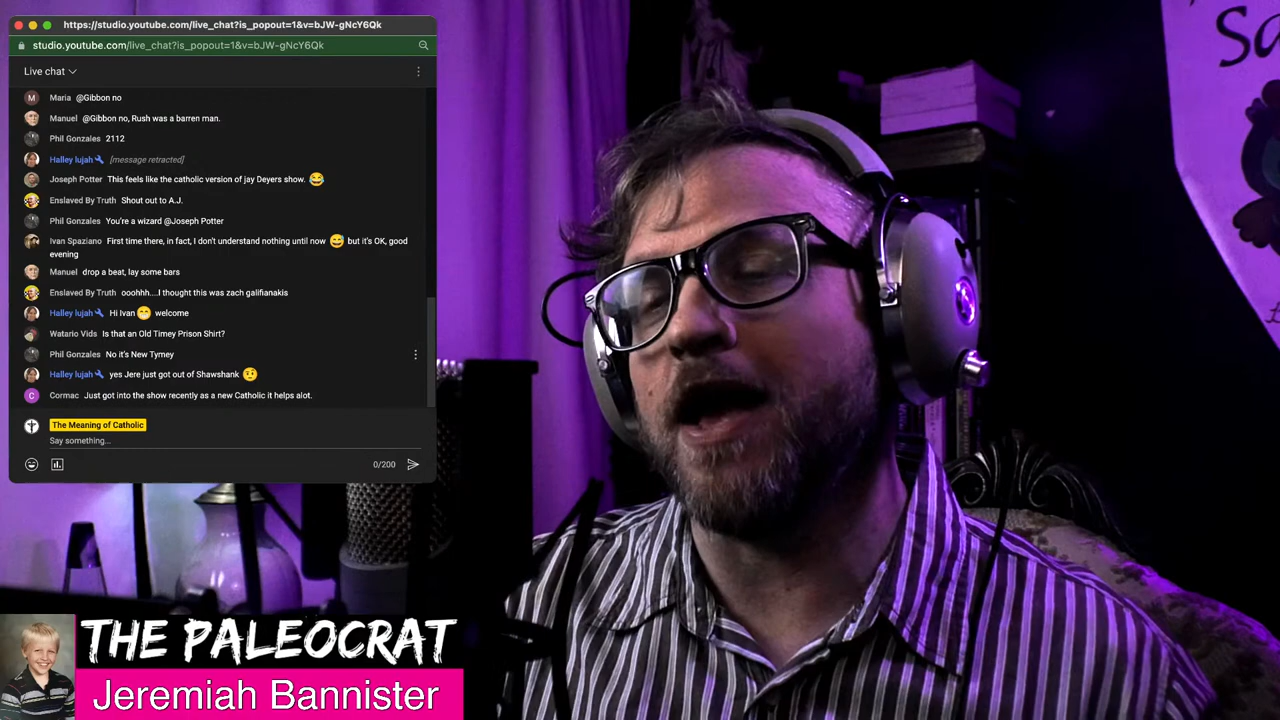 https://studio.youtube.com/live_chat?is_popout=1&v=bJW-gNcY6Qk
studio.youtube.com/live_chat?is_popout=1&v=bJW-gNcY6Qk
Live chat
M Maria @Gibbon no
Manuel @Gibbon no, Rush was a barren man.
Phil Gonzales 2112
Halley lujah [message retracted]
Joseph Potter This feels like the catholic version of jay Deyers show. 😂
Enslaved By Truth Shout out to A.J.
Phil Gonzales You're a wizard @Joseph Potter
Ivan Spaziano First time there, in fact, I don't understand nothing until now 😅 but it's OK, good
evening
Manuel drop a beat, lay some bars
Enslaved By Truth ooohhh....I thought this was zach galifianakis
Halley lujah Hi Ivan 😁 welcome
Watario Vids Is that an Old Timey Prison Shirt?
Phil Gonzales No it's New Tymey
Halley lujah yes Jere just got out of Shawshank 🤨
C Cormac Just got into the show recently as a new Catholic it helps alot.
The Meaning of Catholic
Say something...
0/200
THE PALEOCRAT
Jeremiah Bannister